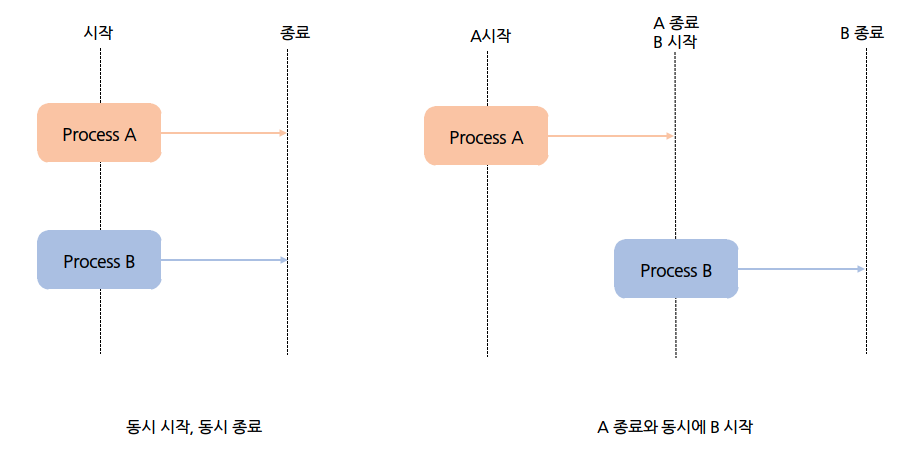 시작
종료
Process A
Process B
동시 시작, 동시 종료
A시작
A 종료
B 시작
B 종료
Process A
Process B
A 종료와 동시에 B 시작